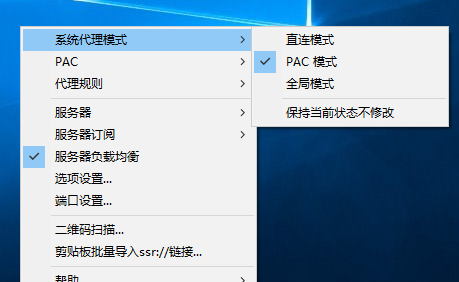 系统代理模式
PAC
代理规则
服务器
服务器订阅
服务器负载均衡
选项设置...
端口设置...
二维码扫描...
剪贴板批量导入ssr://链接...
帮助
直连模式
PAC 模式
全局模式
保持当前状态不修改